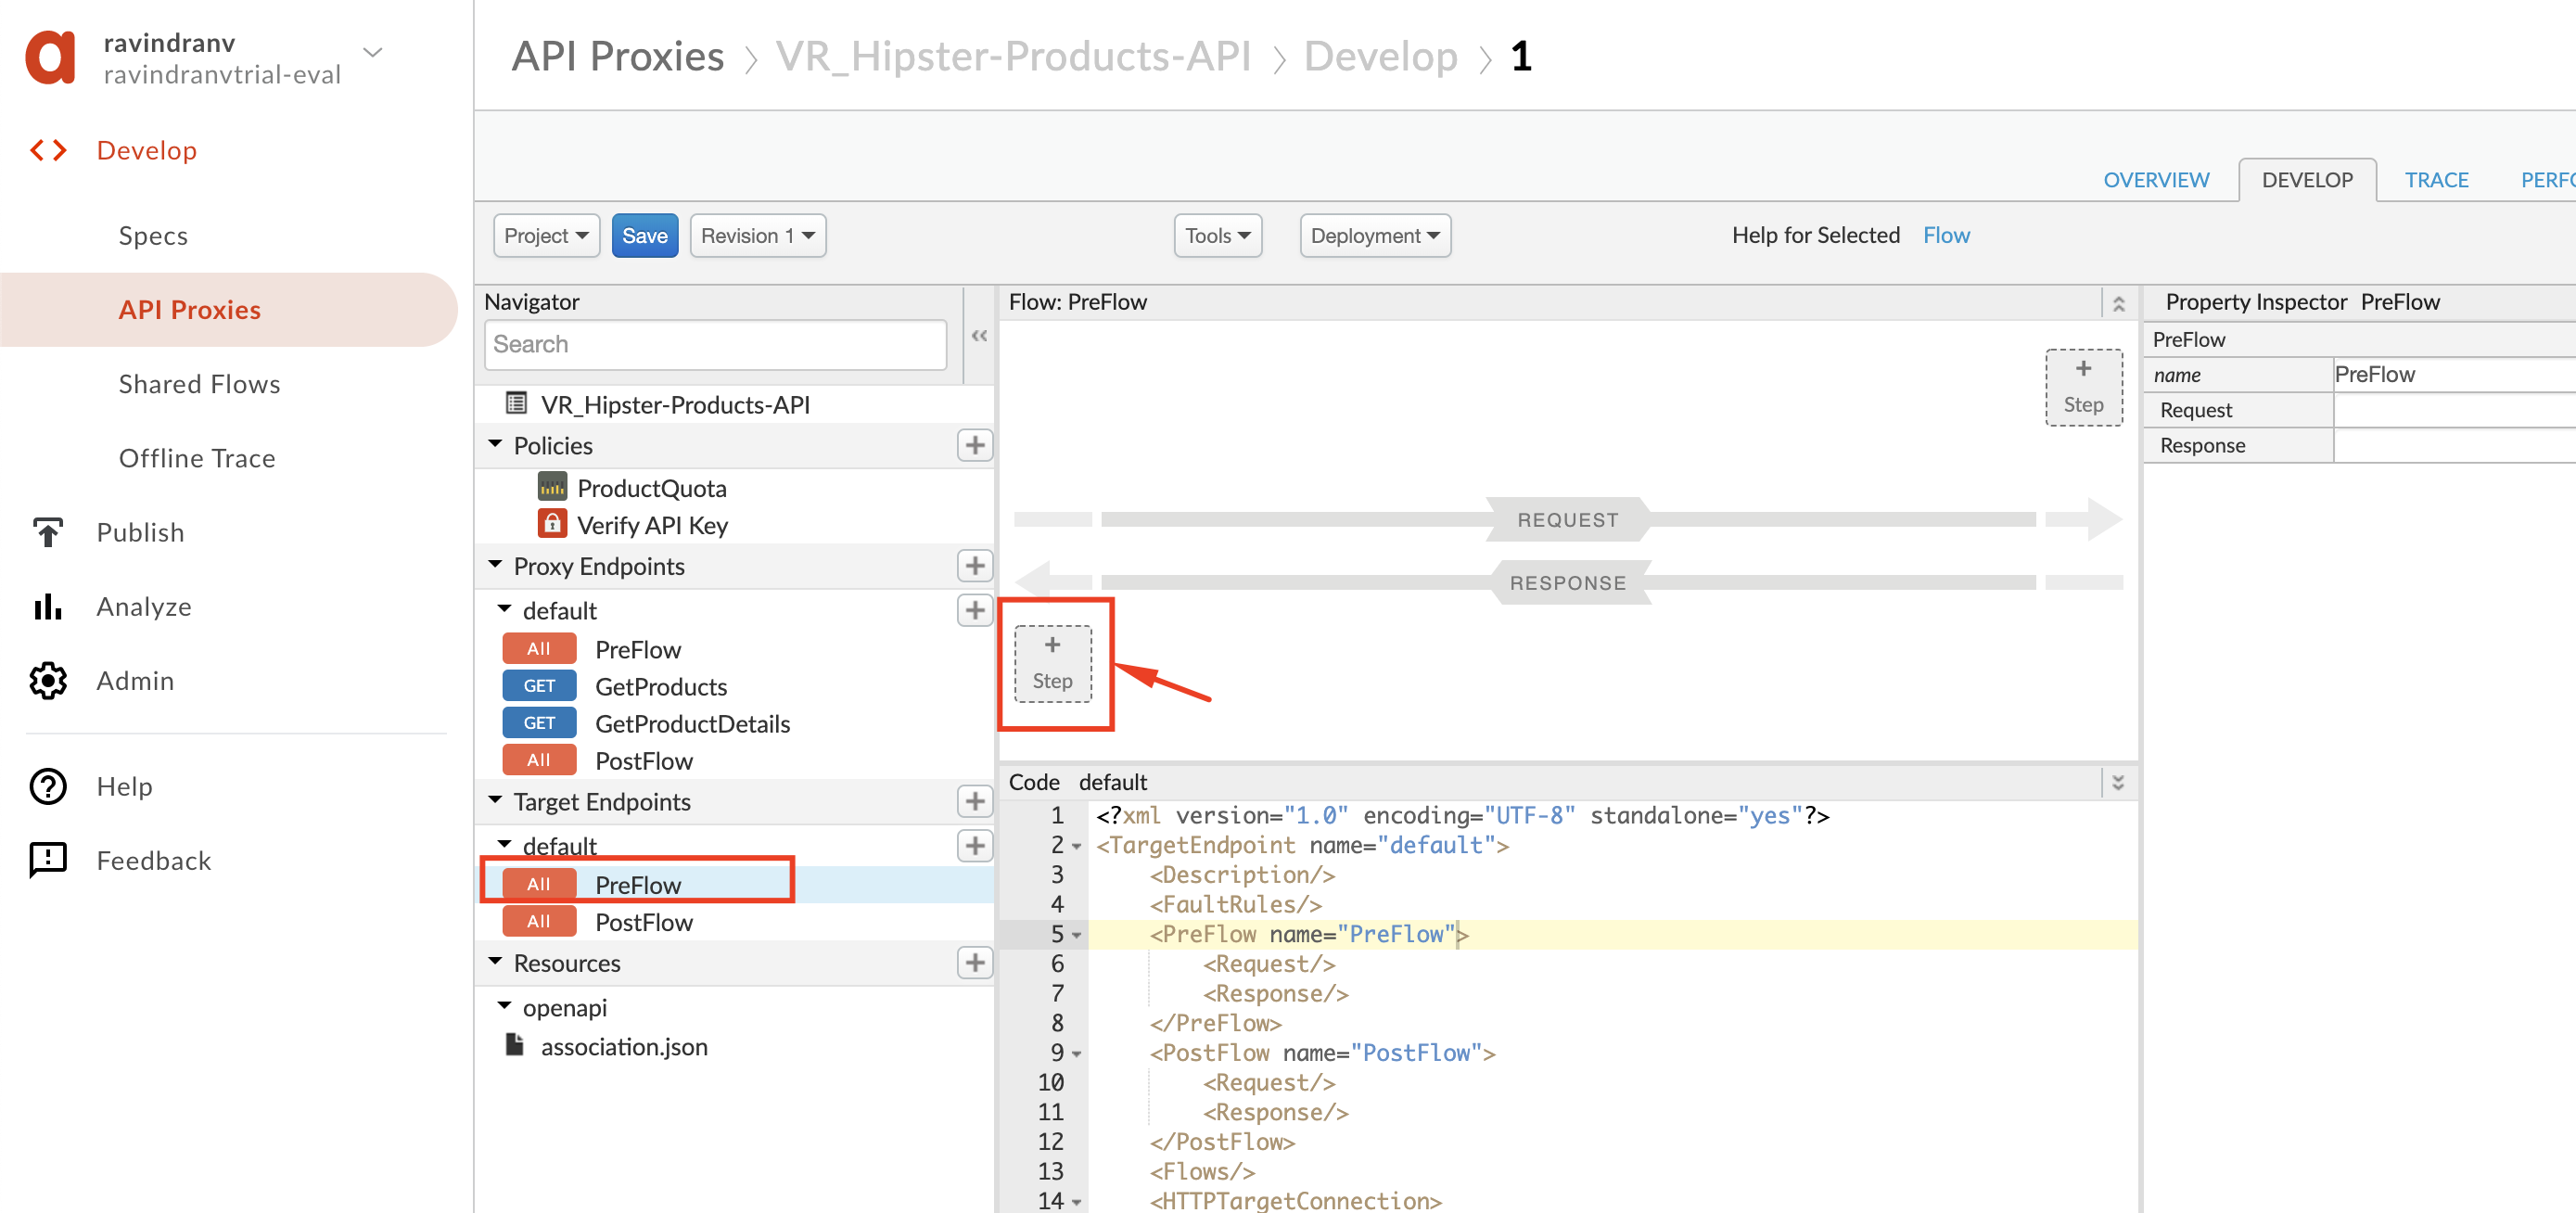 ravindranv
ravindranvtrial-eval
Develop
Specs
API Proxies
Shared Flows
Offline Trace
Publish
Analyze
Admin
Help
Feedback
API Proxies > VR_Hipster-Products-API > Develop > 1
OVERVIEW DEVELOP TRACE
Project Save Revision 1 Tools Deployment Help for Selected Flow
Navigator
Search
VR_Hipster-Products-API
Policies
ProductQuota
Verify API Key
Proxy Endpoints
default
All PreFlow
GET GetProducts
GET GetProductDetails
All PostFlow
Target Endpoints
default
All PreFlow
All PostFlow
Resources
openapi
association.json
Flow: PreFlow
+
Step
REQUEST
RESPONSE
+
Step
Code default
1 <?xml version="1.0" encoding="UTF-8" standalone="yes"?>
2 <TargetEndpoint name="default">
3 <Description/>
4 <FaultRules/>
5 <PreFlow name="PreFlow">
6 <Request/>
7 <Response/>
8 </PreFlow>
9 <PostFlow name="PostFlow">
10 <Request/>
11 <Response/>
12 </PostFlow>
13 <Flows/>
14 <HTTPTargetConnection>
Property Inspector PreFlow
PreFlow
name PreFlow
Request
Response